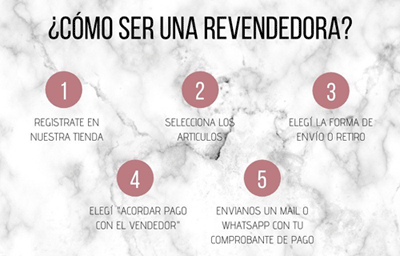 ¿CÓMO SER UNA REVENDEDORA?
1
REGISTRATE EN
NUESTRA TIENDA
2
SELECCIONA LOS
ARTICULOS
3
ELEGÍ LA FORMA DE
ENVÍO O RETIRO
4
ELEGÍ "ACORDAR PAGO
CON EL VENDEDOR"
5
ENVIANOS UN MAIL O
WHATSAPP CON TU
COMPROBANTE DE PAGO